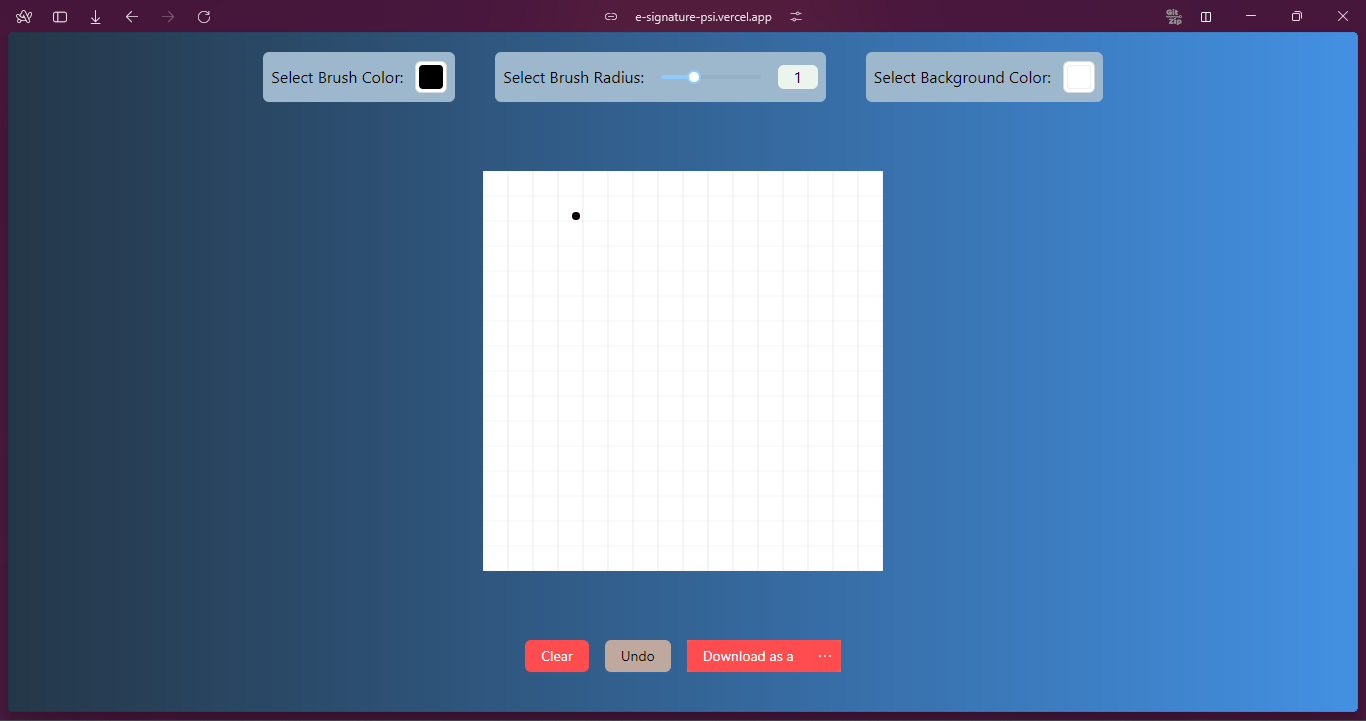 e-signature-psi.vercel.app
Git Zip
Select Brush Color:
Select Brush Radius: 1
Select Background Color:
Clear Undo Download as a ...